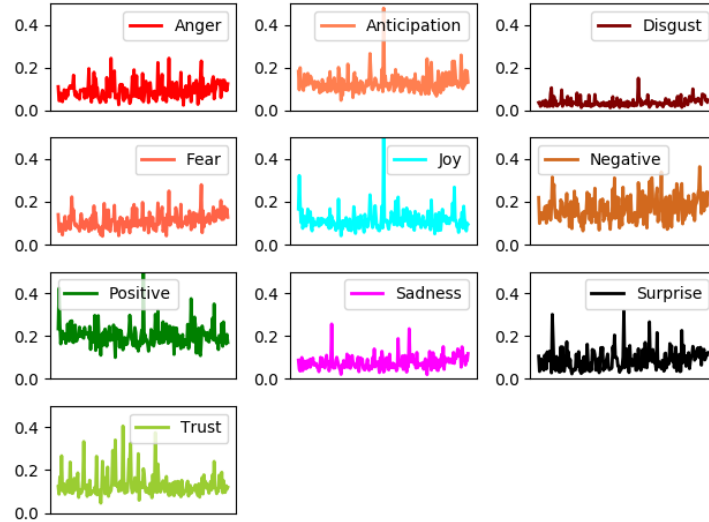 0.4 Anger 0.4 Anticipation 0.4 Disgust
0.2 0.2 0.2
0.0 0.0 0.0
0.4 Fear 0.4 Joy 0.4 Negative
0.2 0.2 0.2
0.0 0.0 0.0
0.4 Positive 0.4 Sadness 0.4 Surprise
0.2 0.2 0.2
0.0 0.0 0.0
0.4 Trust
0.2
0.0